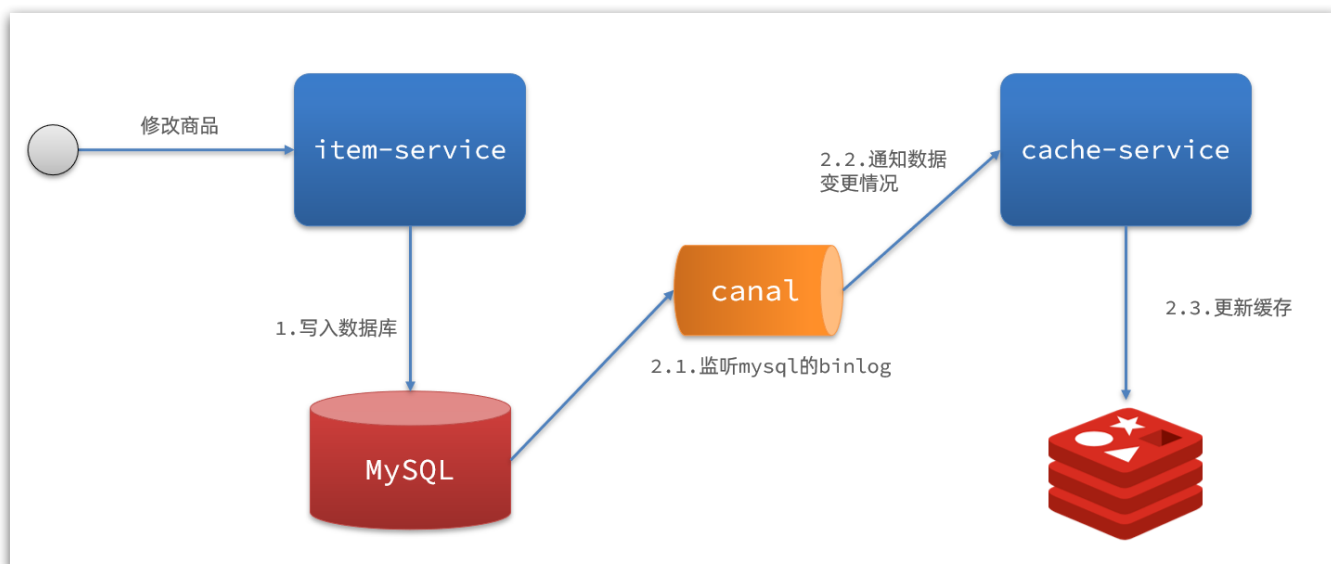 修改商品
item-service
cache-service
2.2.通知数据
变更情况
canal
1.写入数据库
2.3.更新缓存
2.1.监听mysql的binlog
MySQL